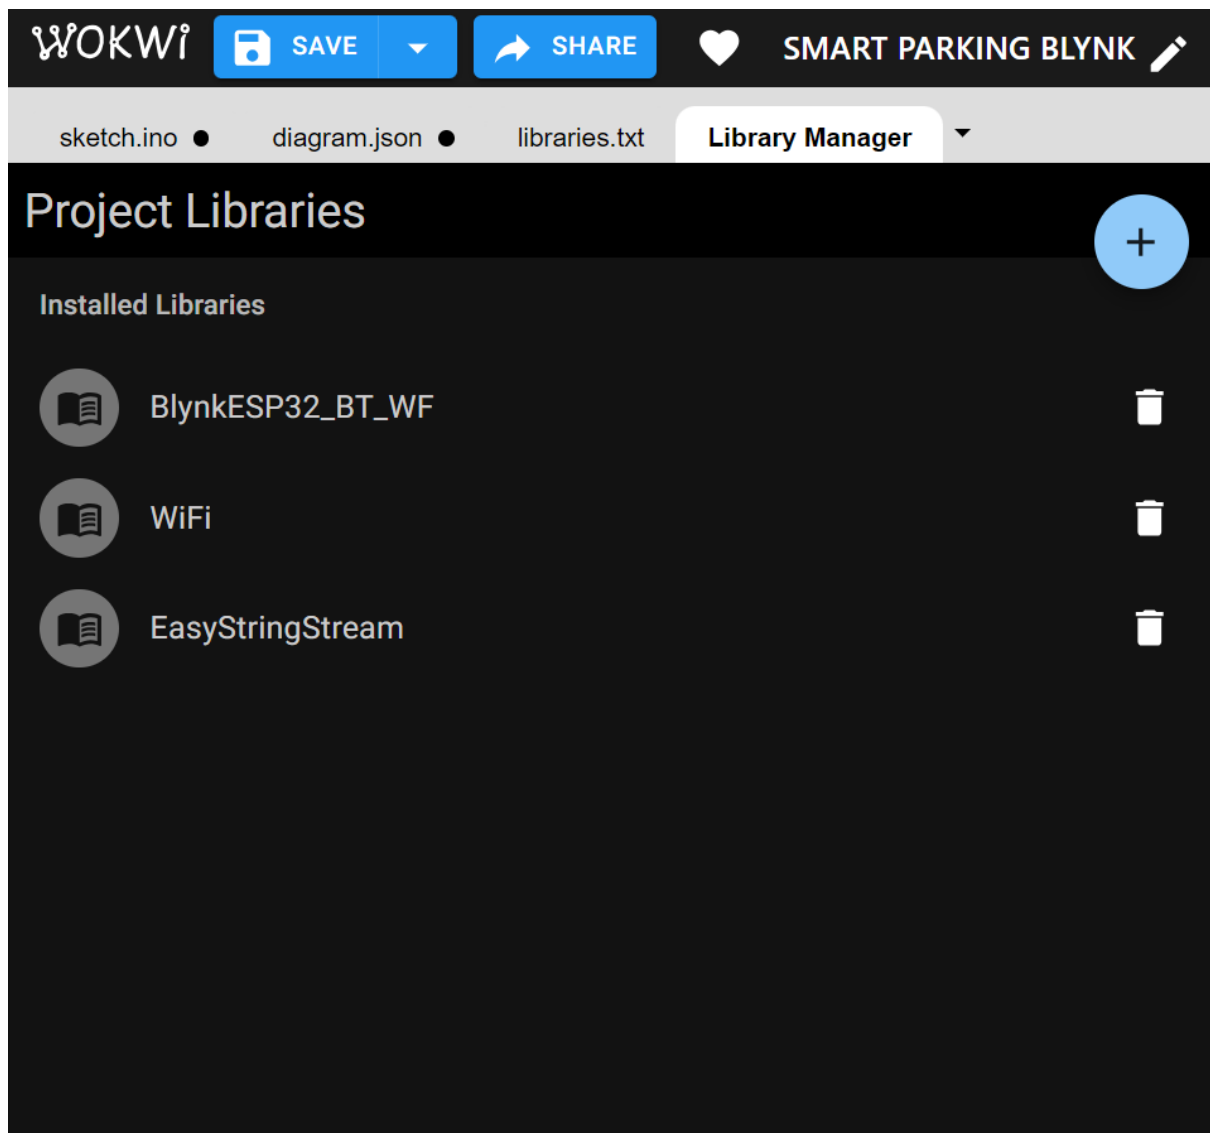 WOKWi SAVE SHARE SMART PARKING BLYNK
sketch.ino diagram.json libraries.txt Library Manager
Project Libraries
+
Installed Libraries
BlynkESP32_BT_WF
WiFi
EasyStringStream